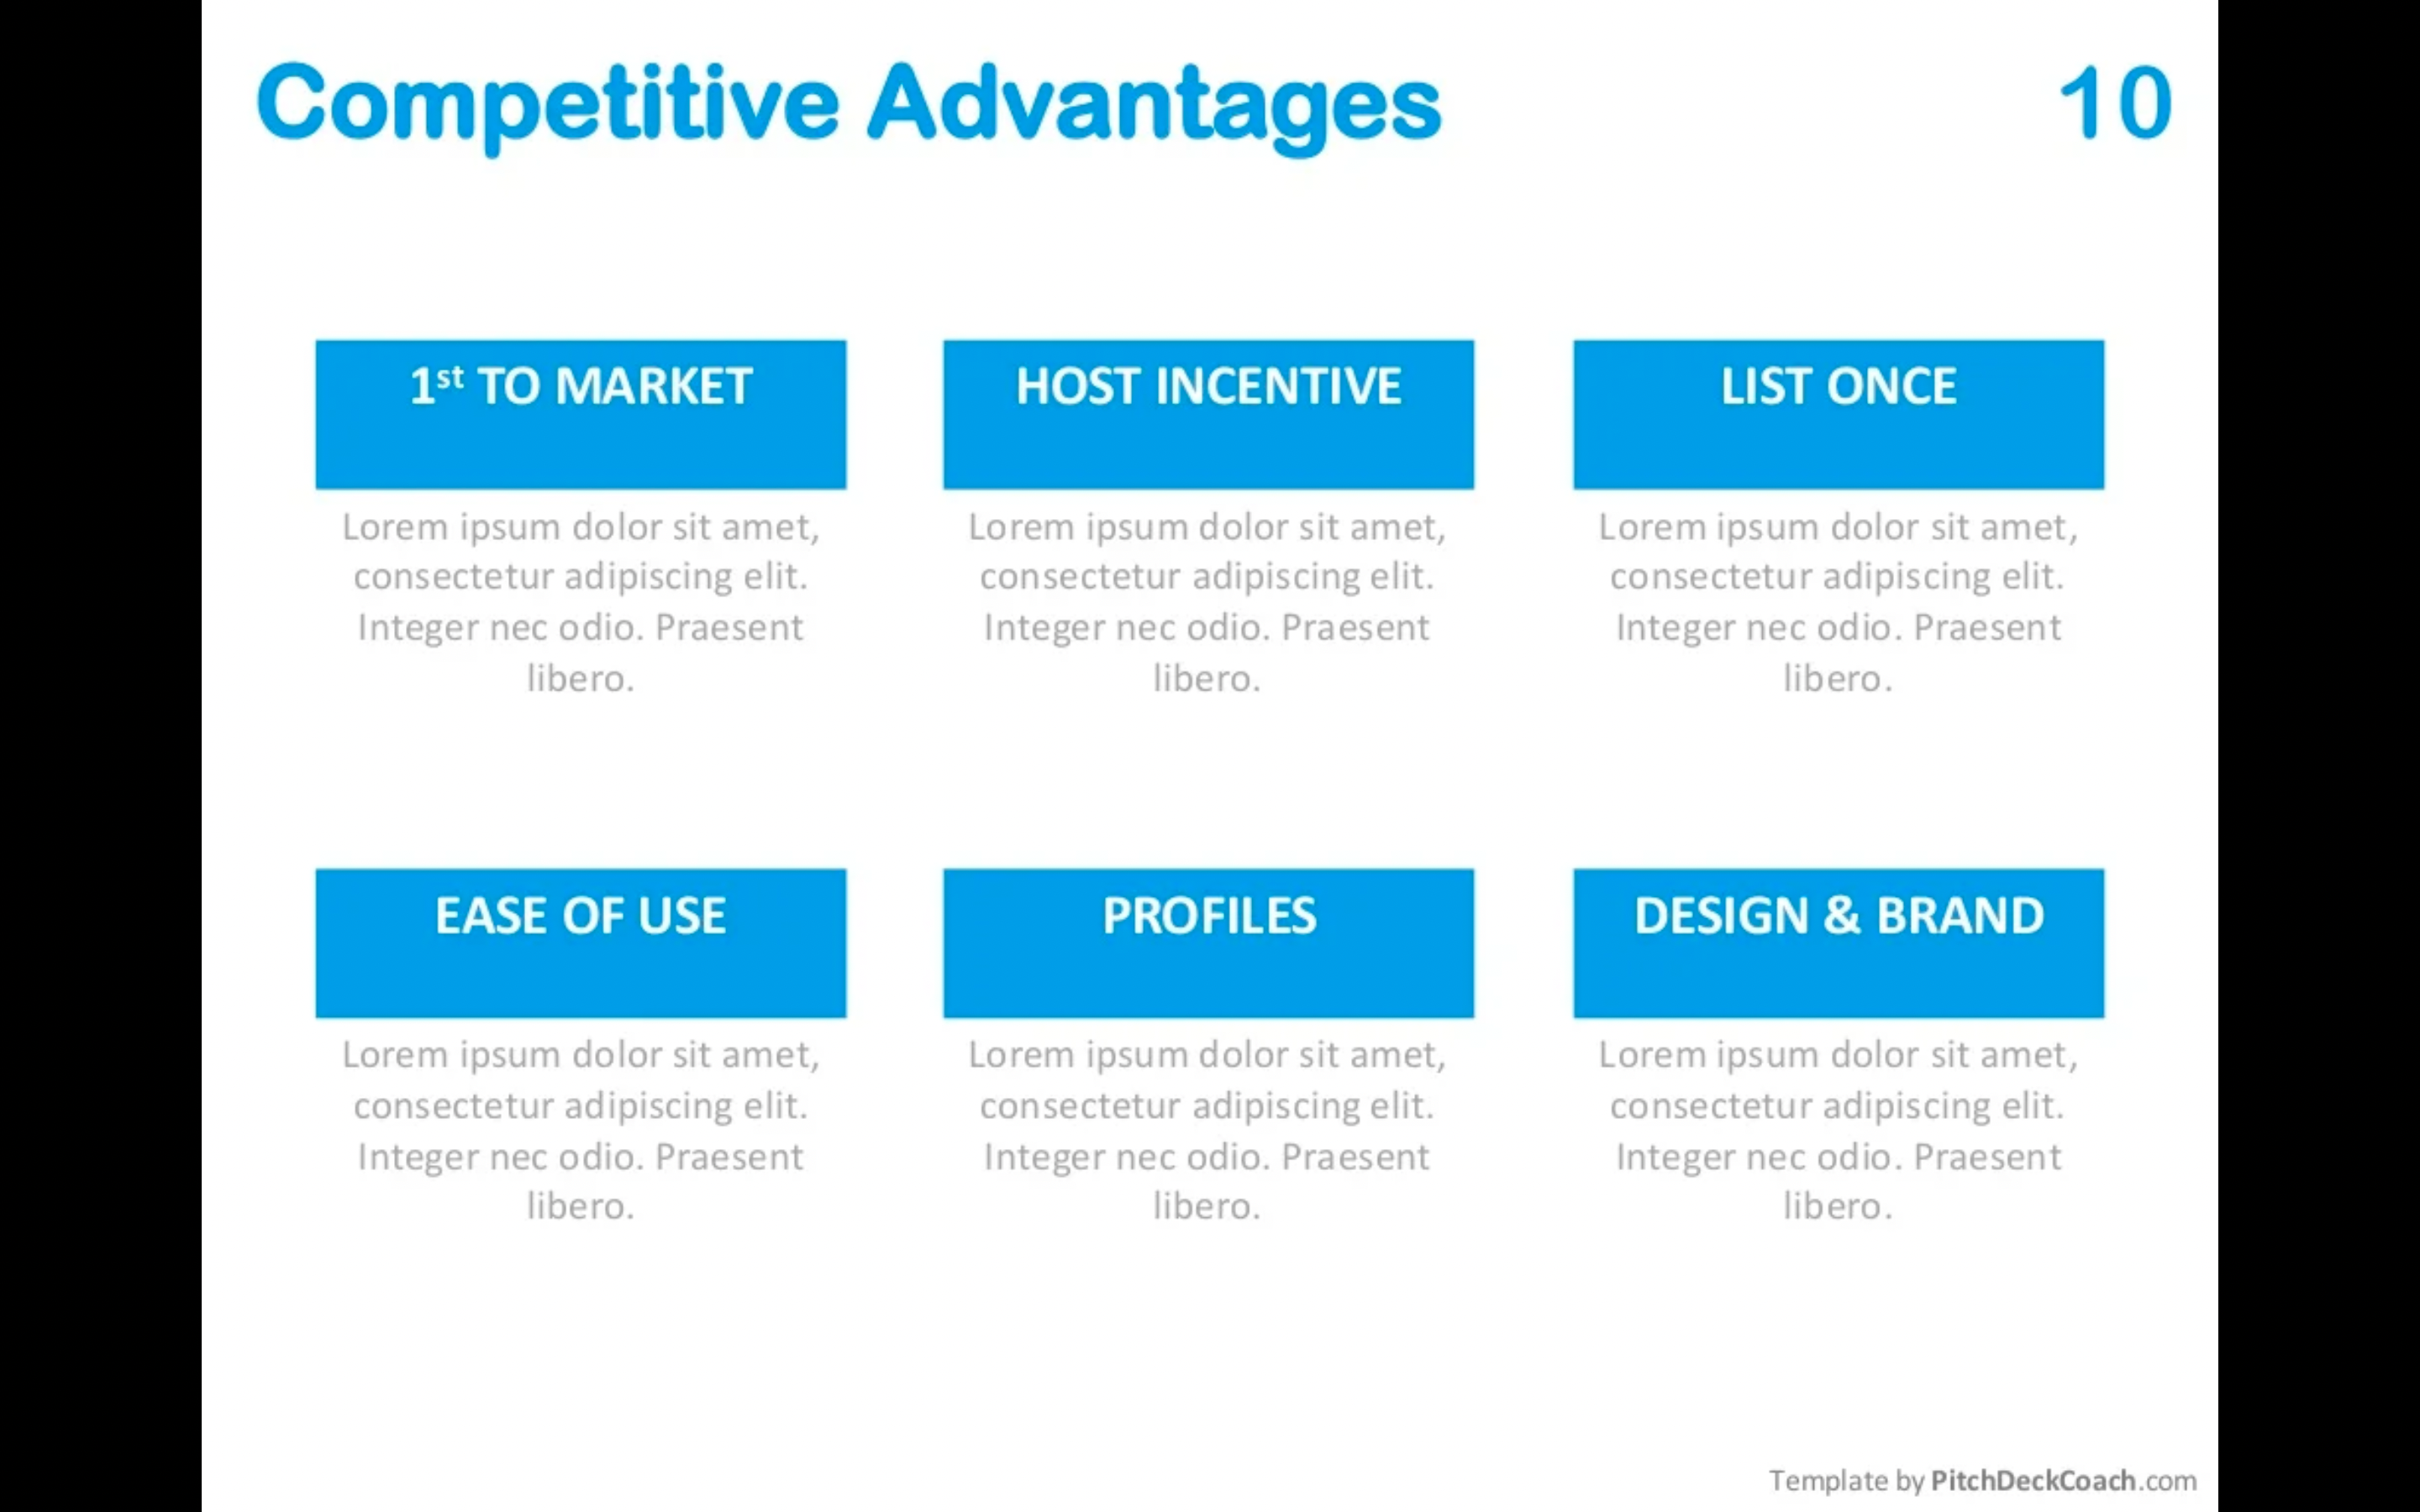 Competitive Advantages 10
1st TO MARKET
Lorem ipsum dolor sit amet,
consectetur adipiscing elit.
Integer nec odio. Praesent
libero.
HOST INCENTIVE
Lorem ipsum dolor sit amet,
consectetur adipiscing elit.
Integer nec odio. Praesent
libero.
LIST ONCE
Lorem ipsum dolor sit amet,
consectetur adipiscing elit.
Integer nec odio. Praesent
libero.
EASE OF USE
Lorem ipsum dolor sit amet,
consectetur adipiscing elit.
Integer nec odio. Praesent
libero.
PROFILES
Lorem ipsum dolor sit amet,
consectetur adipiscing elit.
Integer nec odio. Praesent
libero.
DESIGN & BRAND
Lorem ipsum dolor sit amet,
consectetur adipiscing elit.
Integer nec odio. Praesent
libero.
Template by PitchDeckCoach.com